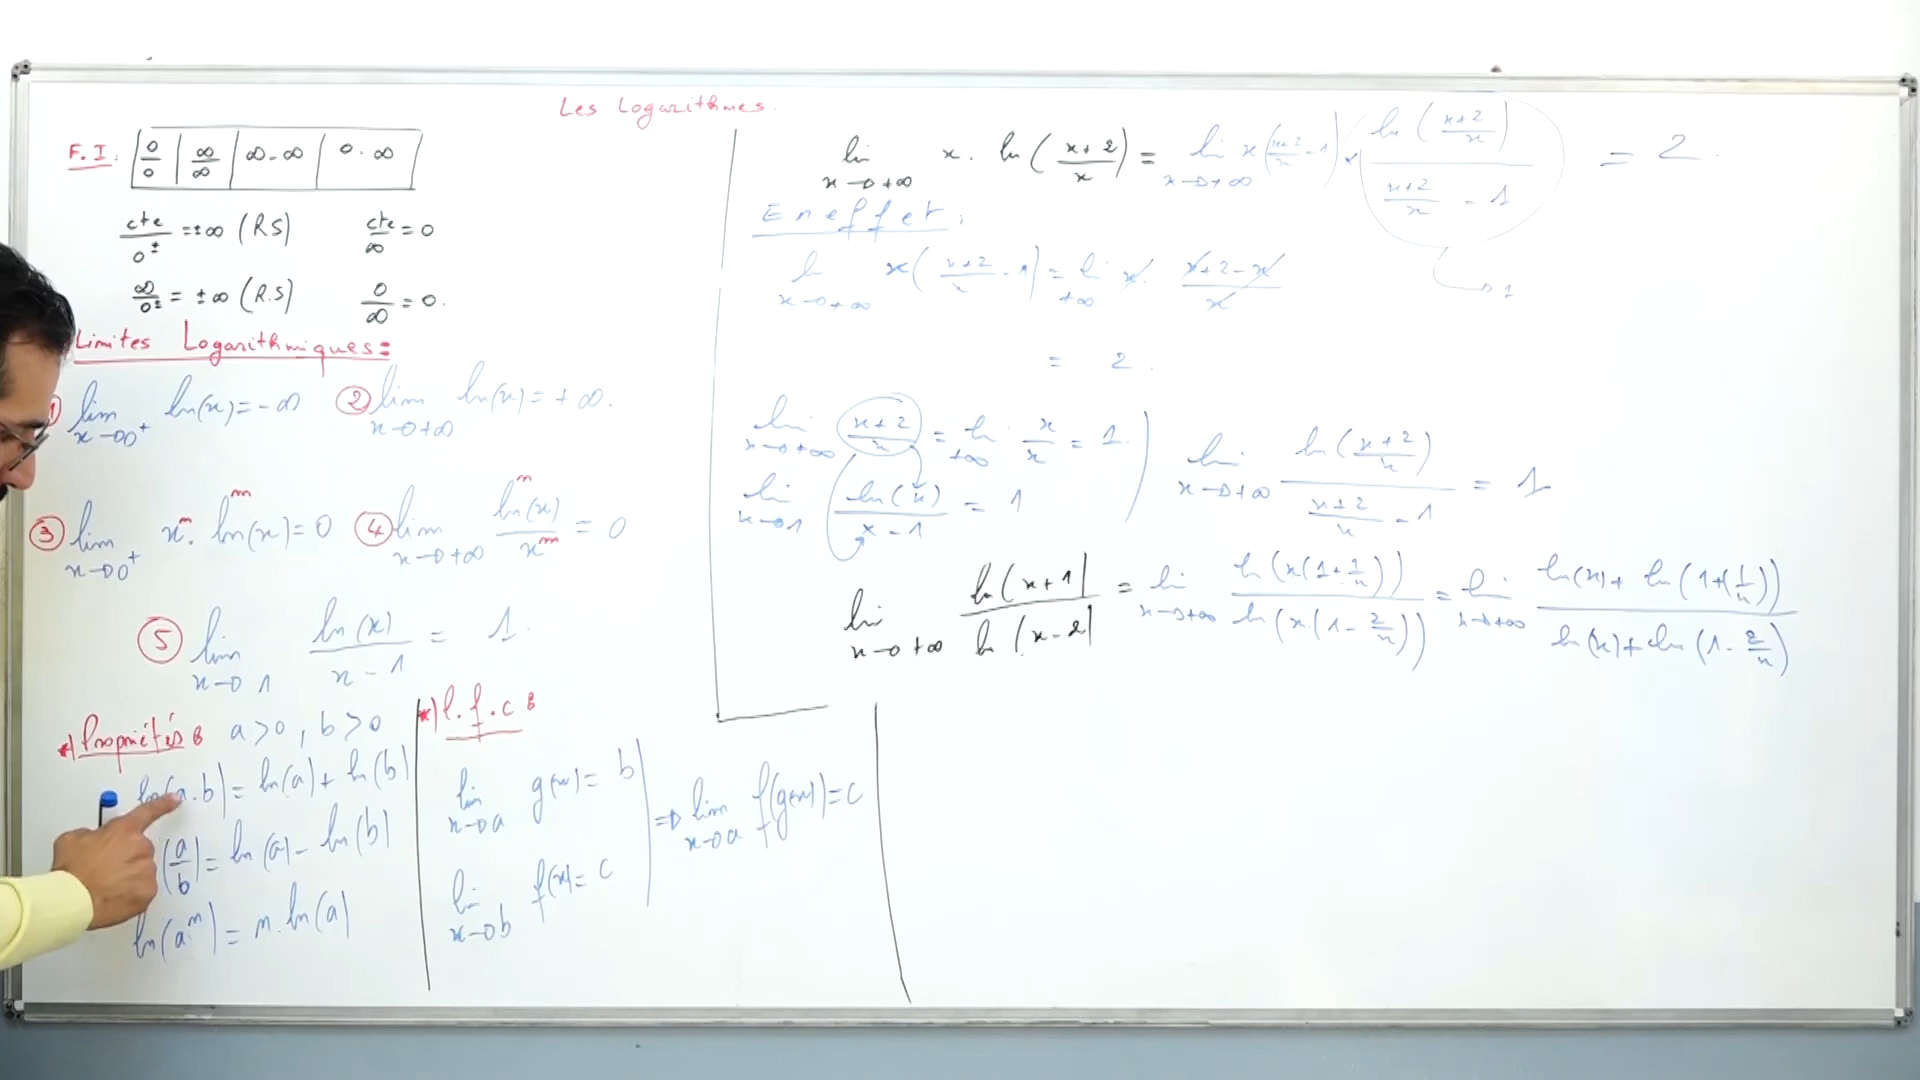 Les Logarithmes.
F.I: 0/0 | ∞/∞ | ∞-∞ | 0.∞
cte/0± = ±∞ (RS)   cte/∞ = 0
∞/0± = ±∞ (R.S)   0/∞ = 0.
Limites Logarithmiques:
1 lim x→0+ ln(x) = -∞   2 lim x→+∞ ln(x) = +∞.
3 lim x→0+ x^n . ln^m(x) = 0   4 lim x→+∞ ln^m(x)/x^m = 0
5 lim x→1 ln(x)/(x-1) = 1.
*) Propriétés : a>0 , b>0
ln(a.b) = ln(a) + ln(b)
(a/b) = ln(a) - ln(b)
ln(a^n) = n.ln(a)
*) l.f.c :
lim x→a g(x) = b
lim x→b f(x) = c
⇒ lim x→a f(g(x)) = c
lim x→+∞ x. ln((x+2)/x) = lim x→+∞ x((x+2)/x - 1) × ln((x+2)/x) / ((x+2)/x - 1) = 2.
→ 1
En effet:
lim x→+∞ x((x+2)/x - 1) = lim +∞ x. (x+2-x)/x
= 2.
lim x→+∞ (x+2)/x = lim +∞ x/x = 1.
lim x→1 ln(x)/(x-1) = 1
lim x→+∞ ln((x+2)/x) / ((x+2)/x - 1) = 1
lim x→+∞ ln(x+1)/ln(x-2) = lim x→+∞ ln(x(1+1/x))/ln(x(1-2/x)) = lim x→+∞ (ln(x)+ ln(1+(1/x)))/(ln(x)+ ln(1-2/x))